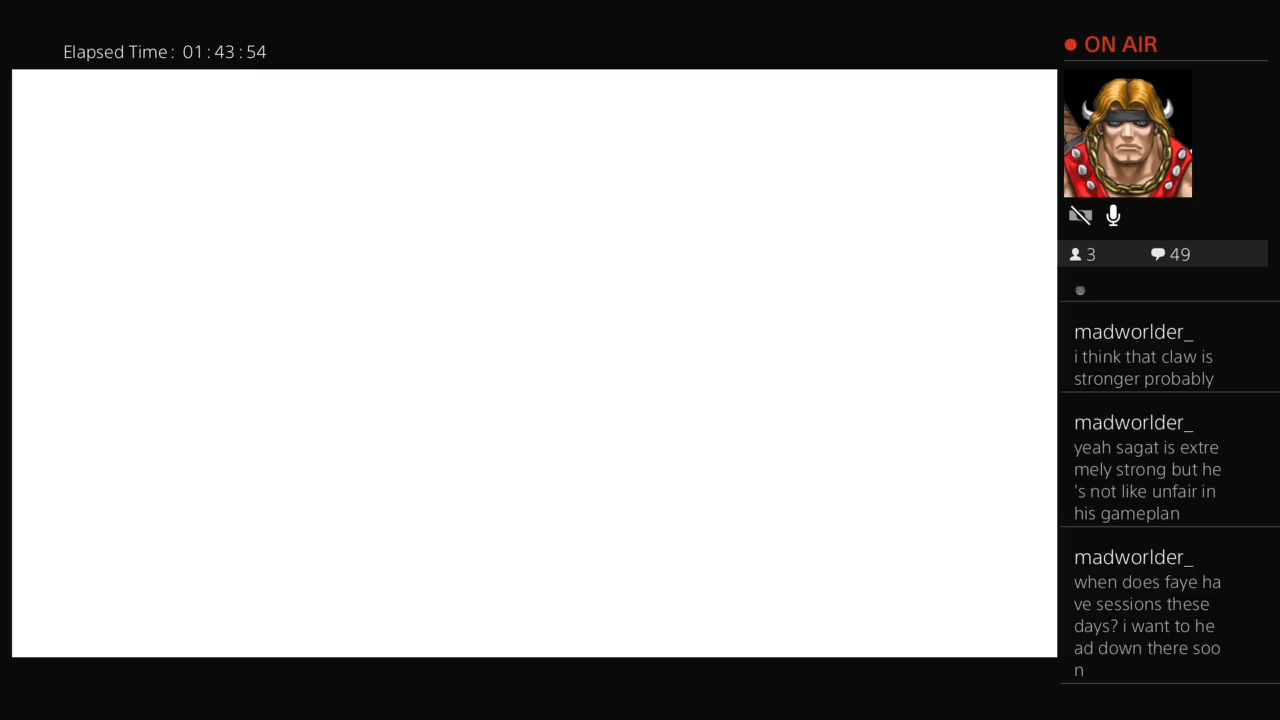 Elapsed Time: 01:43:54
ON AIR
3 49
madworlder_
i think that claw is
stronger probably
madworlder_
yeah sagat is extre
mely strong but he
's not like unfair in
his gameplan
madworlder_
when does faye ha
ve sessions these
days? i want to he
ad down there soo
n